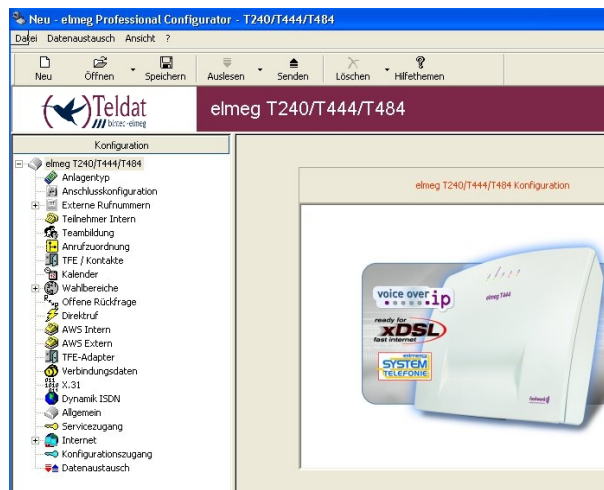 Neu - elmeg Professional Configurator - T240/T444/T484
Datei Datenaustausch Ansicht ?
Neu Öffnen Speichern Auslesen Senden Löschen Hilfethemen
Teldat
bintec-elmeg
elmeg T240/T444/T484
Konfiguration
elmeg T240/T444/T484
Anlagentyp
Anschlusskonfiguration
Externe Rufnummern
Teilnehmer Intern
Teambildung
Anrufzuordnung
TFE / Kontakte
Kalender
Wahlbereiche
Offene Rückfrage
Direktruf
AWS Intern
AWS Extern
TFE-Adapter
Verbindungsdaten
X.31
Dynamik ISDN
Allgemein
Servicezugang
Internet
Konfigurationszugang
Datenaustausch
elmeg T240/T444/T484 Konfiguration
voice over ip
ready for
xDSL
fast internet
SYSTEM
TELEFONIE
elmeg T444